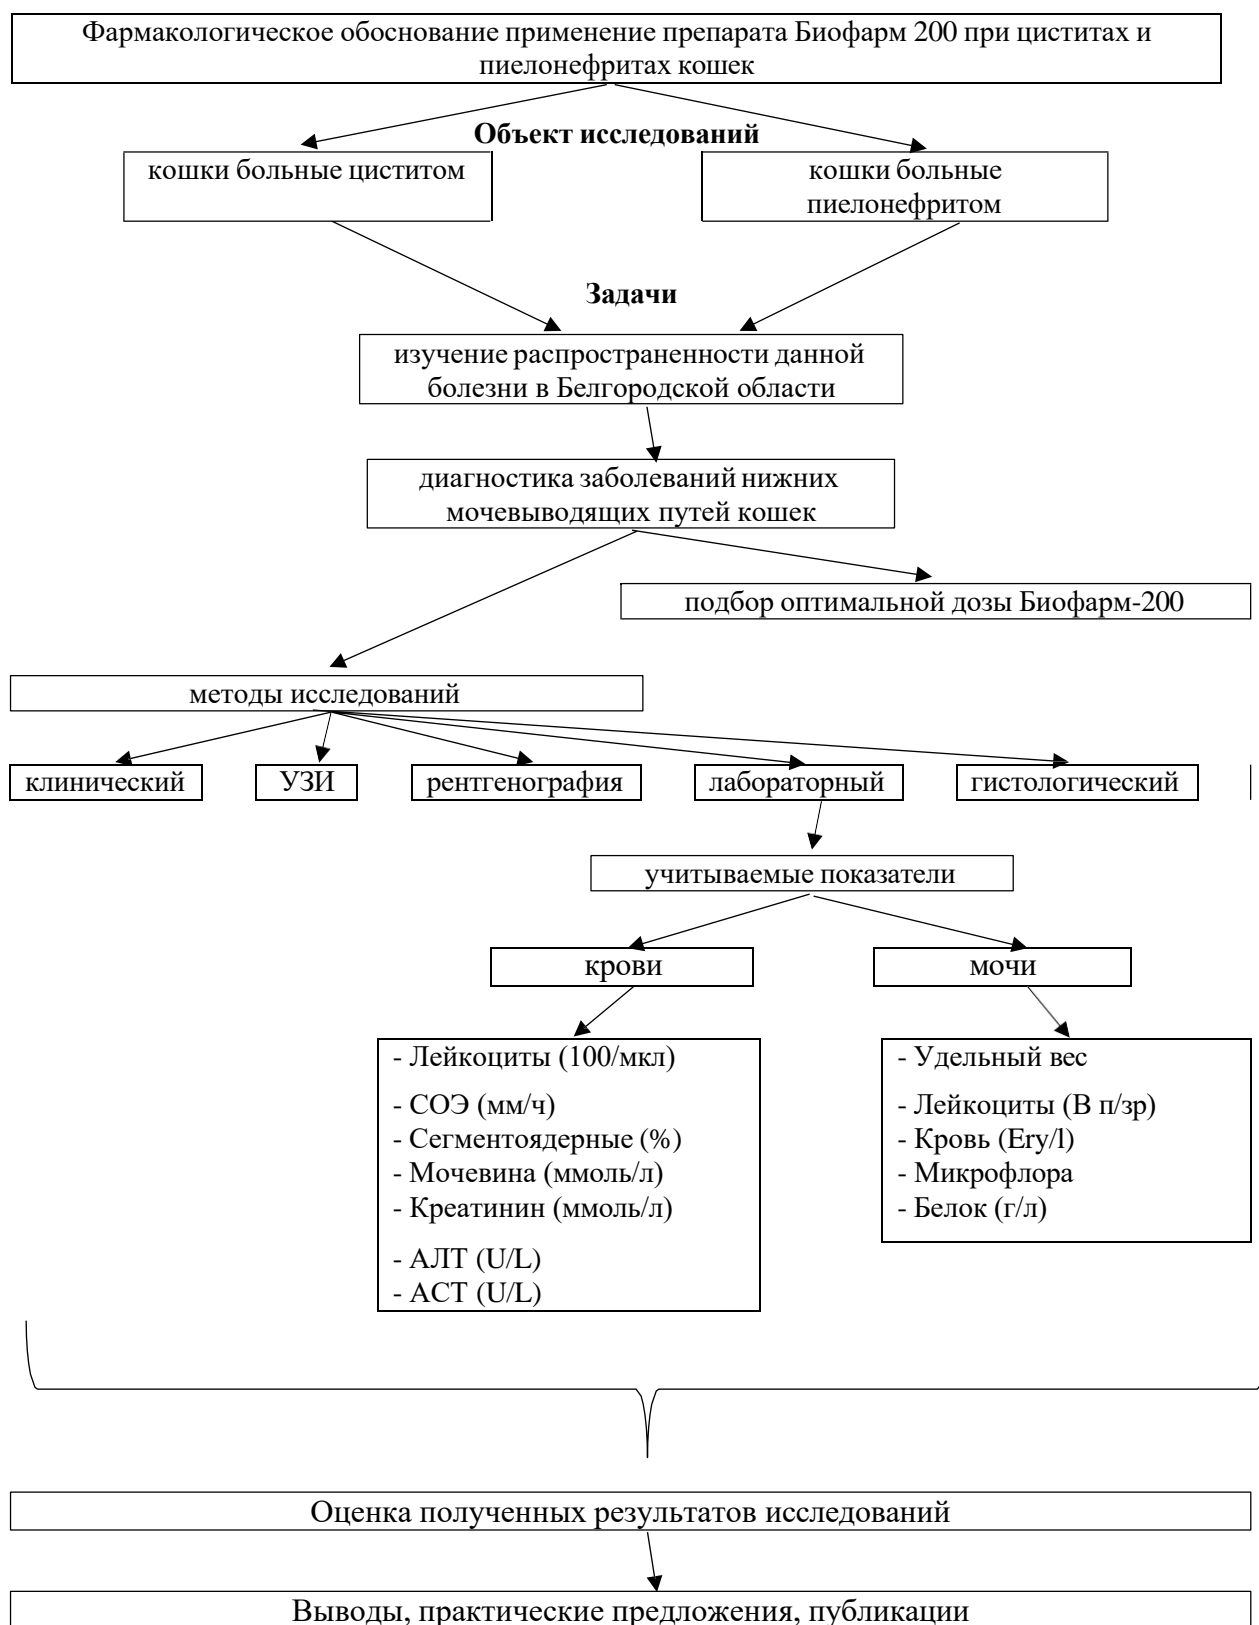 Фармакологическое обоснование применение препарата Биофарм 200 при циститах и
пиелонефритах кошек
Объект исследований
кошки больные циститом
кошки больные
пиелонефритом
Задачи
изучение распространенности данной
болезни в Белгородской области
диагностика заболеваний нижних
мочевыводящих путей кошек
подбор оптимальной дозы Биофарм-200
методы исследований
клинический
УЗИ
рентгенография
лабораторный
гистологический
учитываемые показатели
крови
мочи
- Лейкоциты (100/мкл)
- СОЭ (мм/ч)
- Сегментоядерные (%)
- Мочевина (ммоль/л)
- Креатинин (ммоль/л)
- АЛТ (U/L)
- АСТ (U/L)
- Удельный вес
- Лейкоциты (В п/зр)
- Кровь (Ery/l)
- Микрофлора
- Белок (г/л)
Оценка полученных результатов исследований
Выводы, практические предложения, публикации